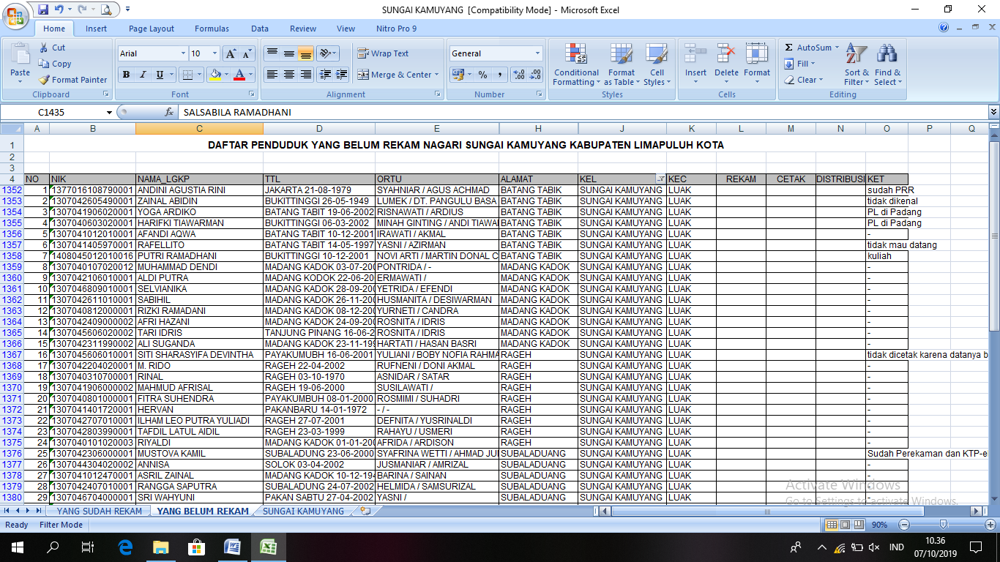 SUNGAI KAMUYANG [Compatibility Mode] - Microsoft Excel
Home Insert Page Layout Formulas Data Review View Nitro Pro 9
Paste Cut Copy Format Painter Clipboard
Arial 10 B I U Font
Wrap Text Merge & Center Alignment
General % , Number
Conditional Formatting Format as Table Cell Styles Styles
Insert Delete Format Cells
AutoSum Fill Clear Sort & Filter Find & Select Editing
C1435 fx SALSABILA RAMADHANI
A B C D E H J K L M N O P Q
1 DAFTAR PENDUDUK YANG BELUM REKAM NAGARI SUNGAI KAMUYANG KABUPATEN LIMAPULUH KOTA
2
3
4 NO NIK NAMA_LGKP TTL ORTU ALAMAT KEL KEC REKAM CETAK DISTRIBUSI KET
1352 1 1377016108790001 ANDINI AGUSTIA RINI JAKARTA 21-08-1979 SYAHNIAR / AGUS ACHMAD BATANG TABIK SUNGAI KAMUYANG LUAK sudah PRR
1353 2 1307042605490001 ZAINAL ABIDIN BUKITTINGGI 26-05-1949 LUMEK / DT. PANGULU BASA BATANG TABIK SUNGAI KAMUYANG LUAK tidak dikenal
1354 3 1307041906020002 YOGA ARDIKO BATANG TABIK 19-06-2002 RISNAWATI / ARDIUS BATANG TABIK SUNGAI KAMUYANG LUAK PL di Padang
1355 4 1307040603020001 HARIFKI TIAWARMAN BUKITTINGGI 06-03-2002 MINAH GINTING / ANDI TIAWA BATANG TABIK SUNGAI KAMUYANG LUAK PL di Padang
1356 5 1307041012010001 AFANDI AQWA BATANG TABIK 10-12-2001 IRAWATI / AKMAL BATANG TABIK SUNGAI KAMUYANG LUAK -
1357 6 1307041405970001 RAFELLITO BATANG TABIK 14-05-1997 YASNI / AZIRMAN BATANG TABIK SUNGAI KAMUYANG LUAK tidak mau datang
1358 7 1408045012010016 PUTRI RAMADHANI BUKITTINGGI 10-12-2001 NOVI ARTI / MARTIN DONAL C BATANG TABIK SUNGAI KAMUYANG LUAK kuliah
1359 8 1307040107020012 MUHAMMAD DENDI MADANG KADOK 03-07-200 PONTRIDA / - MADANG KADOK SUNGAI KAMUYANG LUAK -
1360 9 1307042106010001 ALDI PUTRA MADANG KODOK 22-06-20 ERMAWATI / MADANG KADOK SUNGAI KAMUYANG LUAK -
1361 10 1307046809010001 SELVIANIKA MADANG KADOK 28-09-200 YETRIDA / EFENDI MADANG KADOK SUNGAI KAMUYANG LUAK -
1362 11 1307042611010001 SABIHIL MADANG KADOK 26-11-200 HUSMANITA / DESIWARMAN MADANG KADOK SUNGAI KAMUYANG LUAK -
1363 12 1307040812000001 RIZKI RAMADANI MADANG KADOK 08-12-200 YURNETI / CANDRA MADANG KADOK SUNGAI KAMUYANG LUAK -
1364 13 1307042409000002 AFRI HAZANI MADANG KADOK 24-09-200 ROSNITA / IDRIS MADANG KADOK SUNGAI KAMUYANG LUAK -
1365 14 1307045606020002 TARI IDRIS TANJUNG PINANG 16-06-2 ROSNITA / IDRIS MADANG KADOK SUNGAI KAMUYANG LUAK -
1366 15 1307042311990002 ALI SUGANDA MADANG KADOK 23-11-199 HARTATI / HASAN BASRI MADANG KADOK SUNGAI KAMUYANG LUAK -
1367 16 1307045606010001 SITI SHARASYIFA DEVINTHA PAYAKUMUBH 16-06-2001 YULIANI / BOBY NOFIA RAHMA RAGEH SUNGAI KAMUYANG LUAK tidak dicetak karena datanya b
1368 17 1307042204020001 M. RIDO RAGEH 22-04-2002 RUFNENI / DONI AKMAL RAGEH SUNGAI KAMUYANG LUAK -
1369 18 1307040310700001 RINAL RAGEH 03-10-1970 ASNIDAR / SATAR RAGEH SUNGAI KAMUYANG LUAK -
1370 19 1307041906000002 MAHMUD AFRISAL RAGEH 19-06-2000 SUSILAWATI / RAGEH SUNGAI KAMUYANG LUAK -
1371 20 1307040801000001 FITRA SUHENDRA PAYAKUMBUH 08-01-2000 ROSMIMI / SUHADRI RAGEH SUNGAI KAMUYANG LUAK -
1372 21 1307041401720001 HERVAN PAKANBARU 14-01-1972 - / - RAGEH SUNGAI KAMUYANG LUAK -
1373 22 1307042707010001 ILHAM LEO PUTRA YULIADI RAGEH 27-07-2001 DEFNITA / YUSRINALDI RAGEH SUNGAI KAMUYANG LUAK -
1374 23 1307042803990001 TAFDIL LATUL AIDIL RAGEH 23-03-1999 RAHAYU / USMERI RAGEH SUNGAI KAMUYANG LUAK -
1375 24 1307040101020003 RIYALDI MADANG KADOK 01-01-200 AFRIDA / ARDISON RAGEH SUNGAI KAMUYANG LUAK -
1376 25 1307042306000001 MUSTOVA KAMIL SUBALADUNG 23-06-2000 SYAFRINA WETTI / AHMAD JU SUBALADUANG SUNGAI KAMUYANG LUAK Sudah Perekaman dan KTP-e
1377 26 1307044304020002 ANNISA SOLOK 03-04-2002 JUSMANIAR / AMRIZAL SUBALADUANG SUNGAI KAMUYANG LUAK -
1378 27 1307041012470001 ASRIL ZAINAL MADANG KADOK 10-12-194 BARINA / SAINAN SUBALADUANG SUNGAI KAMUYANG LUAK -
1379 28 1307042407010001 RANGGA SAPUTRA SUBALADUNG 24-07-2002 HELMIDA / SAMSURIZAL SUBALADUANG SUNGAI KAMUYANG LUAK -
1380 29 1307046704000001 SRI WAHYUNI PAKAN SABTU 27-04-2002 YASNI / SUBALADUANG SUNGAI KAMUYANG LUAK -
Activate Windows
Go to Settings to activate Windows.
YANG SUDAH REKAM YANG BELUM REKAM SUNGAI KAMUYANG
Ready Filter Mode 90%
IND 10.36
07/10/2019